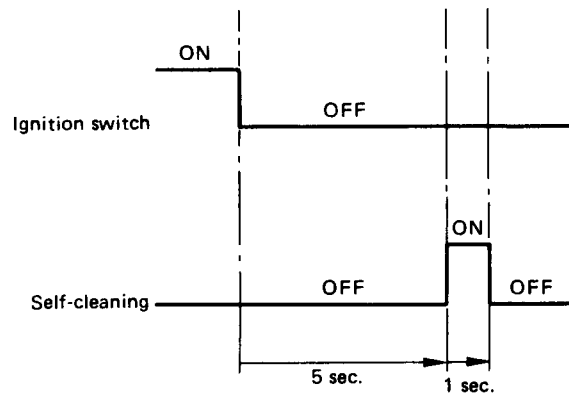 ON
OFF
Ignition switch
ON
OFF
OFF
Self-cleaning
5 sec.
1 sec.